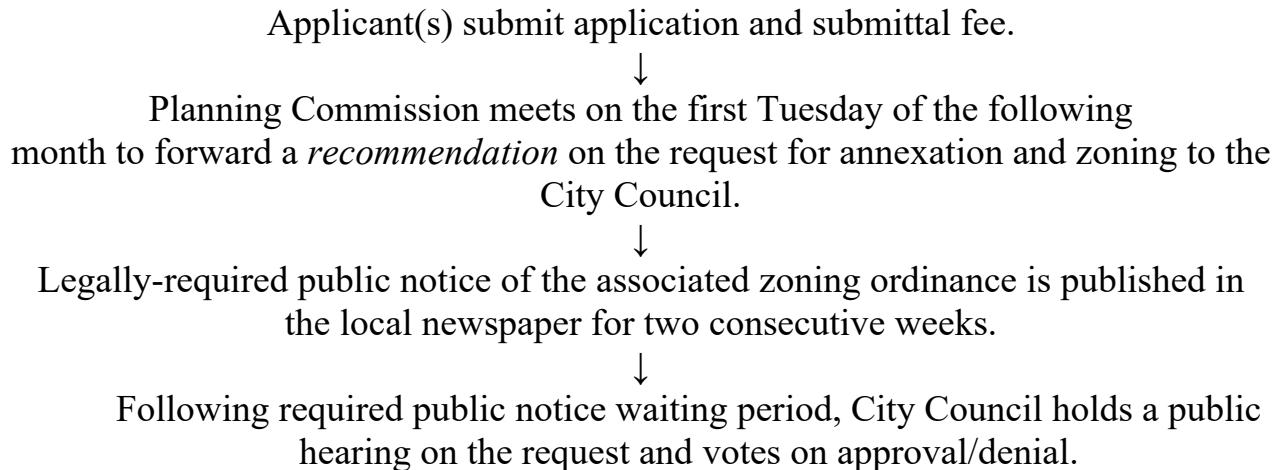 Applicant(s) submit application and submittal fee.
↓
Planning Commission meets on the first Tuesday of the following
month to forward a recommendation on the request for annexation and zoning to the
City Council.
↓
Legally-required public notice of the associated zoning ordinance is published in
the local newspaper for two consecutive weeks.
↓
Following required public notice waiting period, City Council holds a public
hearing on the request and votes on approval/denial.